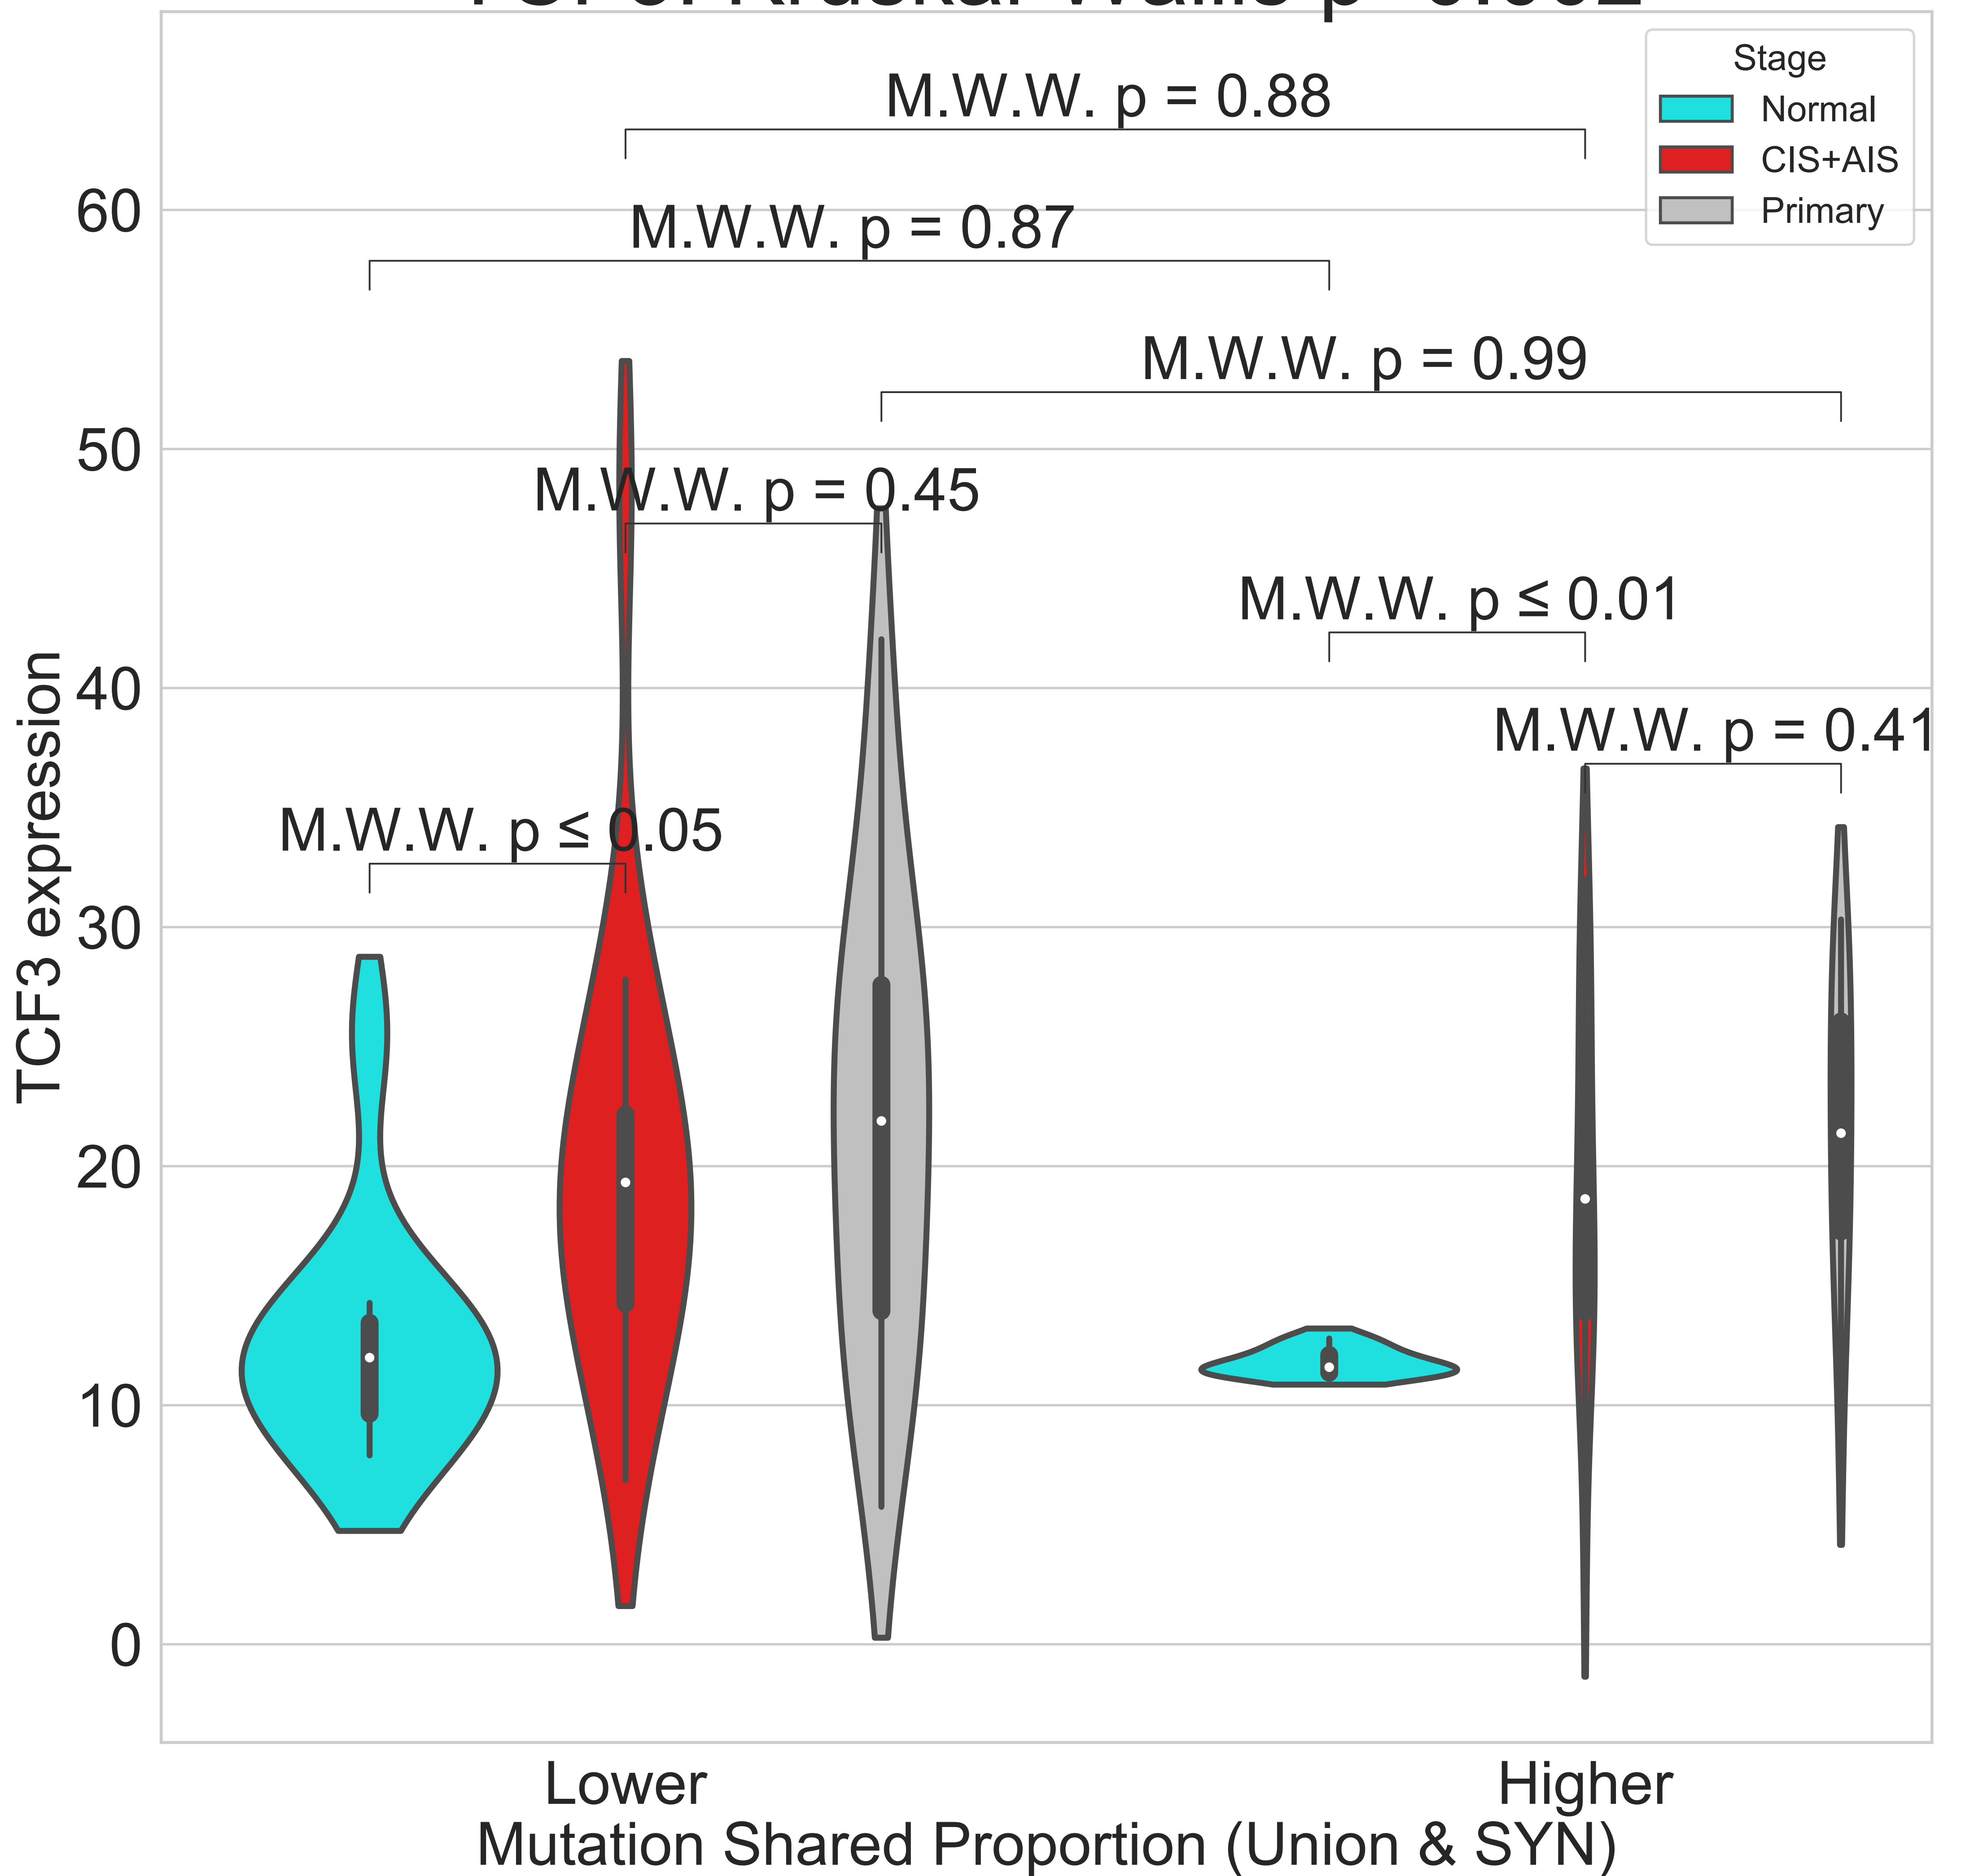 Stage
Normal
CIS+AIS
Primary
M.W.W. p = 0.88
M.W.W. p = 0.87
M.W.W. p = 0.99
M.W.W. p = 0.45
M.W.W. p ≤ 0.01
M.W.W. p = 0.41
M.W.W. p ≤ 0.05
TCF3 expression
60
50
40
30
20
10
0
Lower
Higher
Mutation Shared Proportion (Union & SYN)